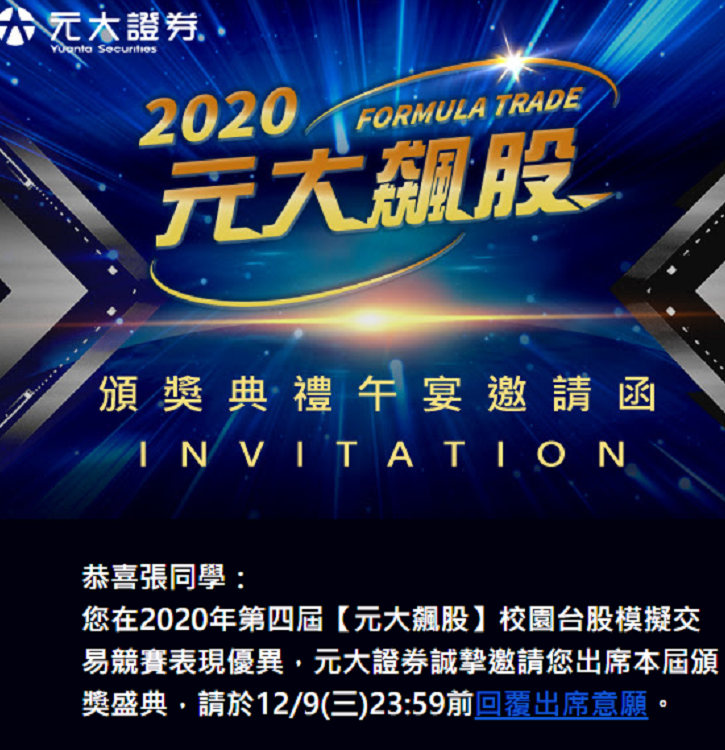 元大證券
Yuanta Securities
2020
FORMULA TRADE
元大飆股
頒獎典禮午宴邀請函
INVITATION
恭喜張同學：
您在2020年第四屆【元大飆股】校園台股模擬交
易競賽表現優異，元大證券誠摯邀請您出席本屆頒
獎盛典，請於12/9(三)23:59前回覆出席意願。